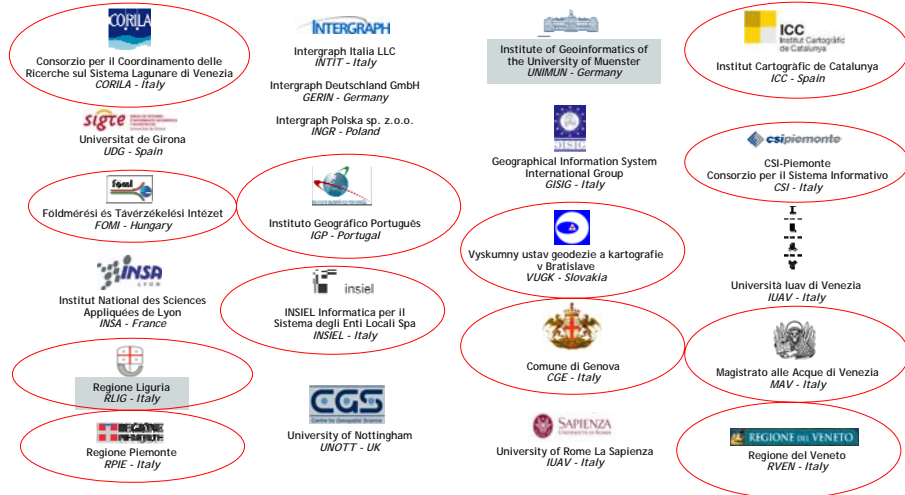 CORILA
Consorzio per il Coordinamento delle
Ricerche sul Sistema Lagunare di Venezia
CORILA - Italy
sigte
Universitat de Girona
UDG - Spain
fömi
Földmérési és Távérzékelési Intézet
FOMI - Hungary
INSA
LYON
Institut National des Sciences
Appliquées de Lyon
INSA - France
Regione Liguria
RLIG - Italy
REGIONE
PIEMONTE
Regione Piemonte
RPIE - Italy
INTERGRAPH
Intergraph Italia LLC
INTIT - Italy
Intergraph Deutschland GmbH
GERIN - Germany
Intergraph Polska sp. z.o.o.
INGR - Poland
Instituto Geográfico Português
IGP - Portugal
insiel
INSIEL Informatica per il
Sistema degli Enti Locali Spa
INSIEL - Italy
CGS
Centre for Geospatial Science
University of Nottingham
UNOTT - UK
Institute of Geoinformatics of
the University of Muenster
UNIMUN - Germany
GISIG
Geographical Information System
International Group
GISIG - Italy
Vyskumny ustav geodezie a kartografie
v Bratislave
VUGK - Slovakia
Comune di Genova
CGE - Italy
SAPIENZA
UNIVERSITÀ DI ROMA
University of Rome La Sapienza
IUAV - Italy
ICC
Institut Cartogràfic
de Catalunya
Institut Cartogràfic de Catalunya
ICC - Spain
csipiemonte
CSI-Piemonte
Consorzio per il Sistema Informativo
CSI - Italy
I
U
A
V
Università Iuav di Venezia
IUAV - Italy
Magistrato alle Acque di Venezia
MAV - Italy
REGIONE DEL VENETO
Regione del Veneto
RVEN - Italy